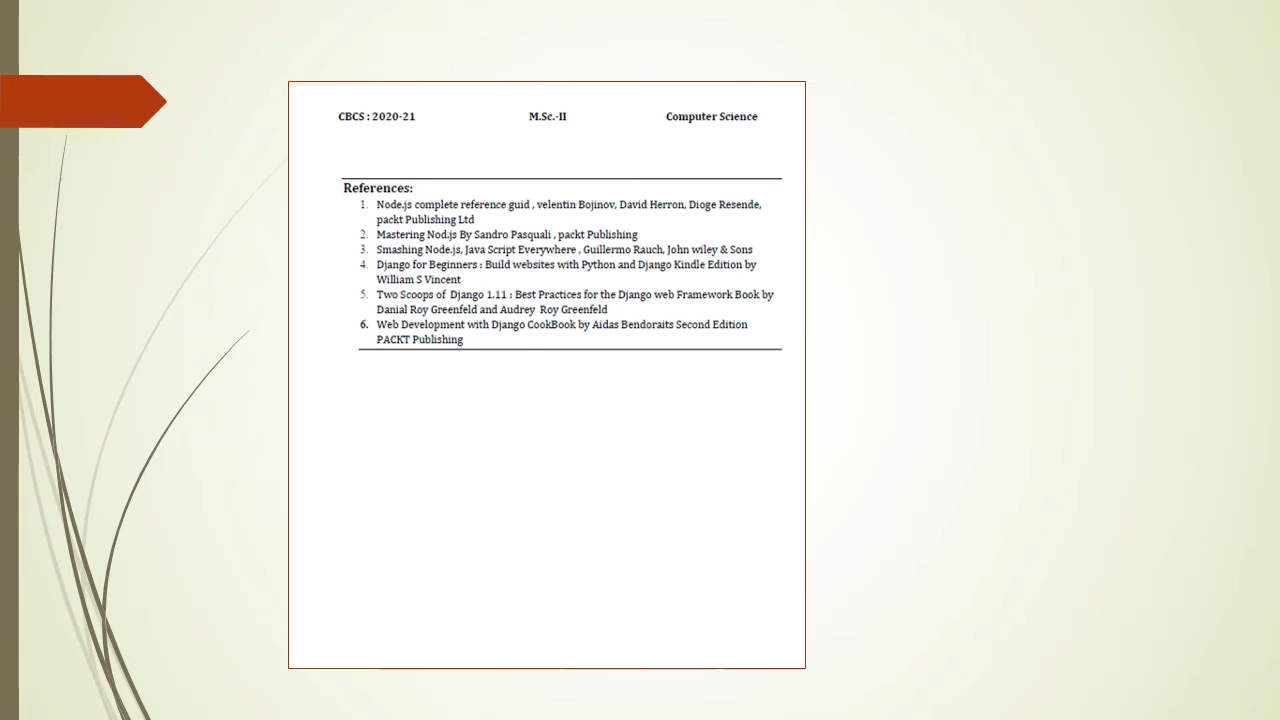 CBCS : 2020-21 M.Sc.-II Computer Science
References:
1. Node.js complete reference guid , velentin Bojinov, David Herron, Dioge Resende,
packt Publishing Ltd
2. Mastering Nod.js By Sandro Pasquali , packt Publishing
3. Smashing Node.js, Java Script Everywhere , Guillermo Rauch, John wiley & Sons
4. Django for Beginners : Build websites with Python and Django Kindle Edition by
William S Vincent
5. Two Scoops of Django 1.11 : Best Practices for the Django web Framework Book by
Danial Roy Greenfeld and Audrey Roy Greenfeld
6. Web Development with Django CookBook by Aidas Bendoraits Second Edition
PACKT Publishing